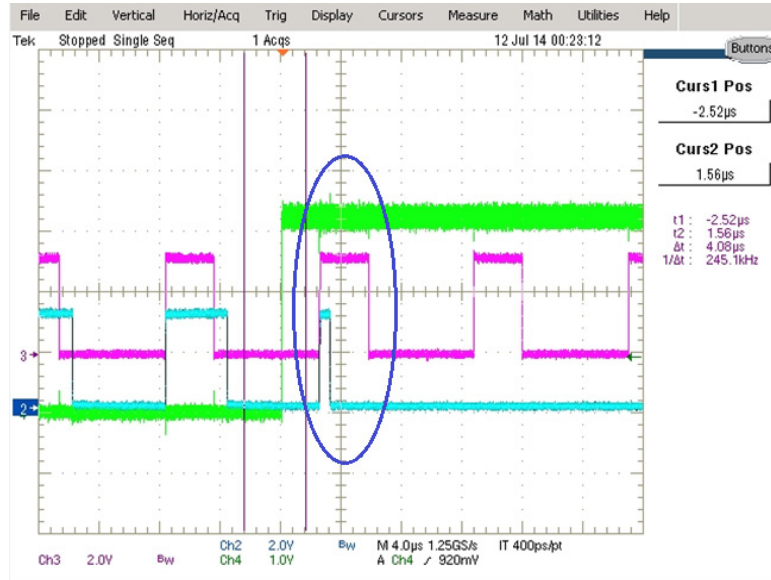 File Edit Vertical Horiz/Acq Trig Display Cursors Measure Math Utilities Help
Tek Stopped Single Seq 1 Acqs 12 Jul 14 00:23:12
Buttons
Curs1 Pos
-2.52µs
Curs2 Pos
1.56µs
t1 : -2.52µs
t2 : 1.56µs
Δt : 4.08µs
1/Δt : 245.1kHz
3
2
Ch2 2.0V Bw M 4.0µs 1.25GS/s IT 400ps/pt
Ch3 2.0V Bw Ch4 1.0V A Ch4 / 920mV